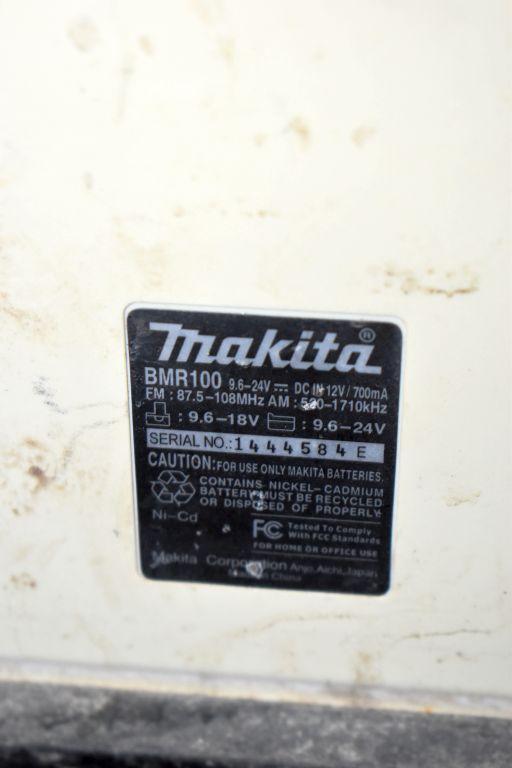 makita®
BMR100 9.6-24V DC IN 12V / 700mA
FM : 87.5-108MHz AM : 530-1710kHz
: 9.6-18V : 9.6-24V
SERIAL NO.: 1444584 E
CAUTION: FOR USE ONLY MAKITA BATTERIES.
CONTAINS NICKEL-CADMIUM
BATTERY. MUST BE RECYCLED
OR DISPOSED OF PROPERLY.
Ni-Cd
FC Tested To Comply
With FCC Standards
FOR HOME OR OFFICE USE
Makita Corporation Anjo, Aichi, Japan
Made in China